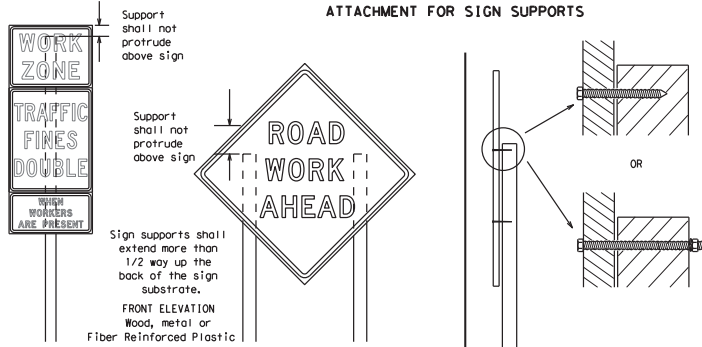 ATTACHMENT FOR SIGN SUPPORTS
Support
shall not
protrude
above sign
WORK
ZONE
TRAFFIC
FINES
DOUBLE
WHEN
WORKERS
ARE PRESENT
Support
shall not
protrude
above sign
ROAD
WORK
AHEAD
Sign supports shall
extend more than
1/2 way up the
back of the sign
substrate.
FRONT ELEVATION
Wood, metal or
Fiber Reinforced Plastic
OR